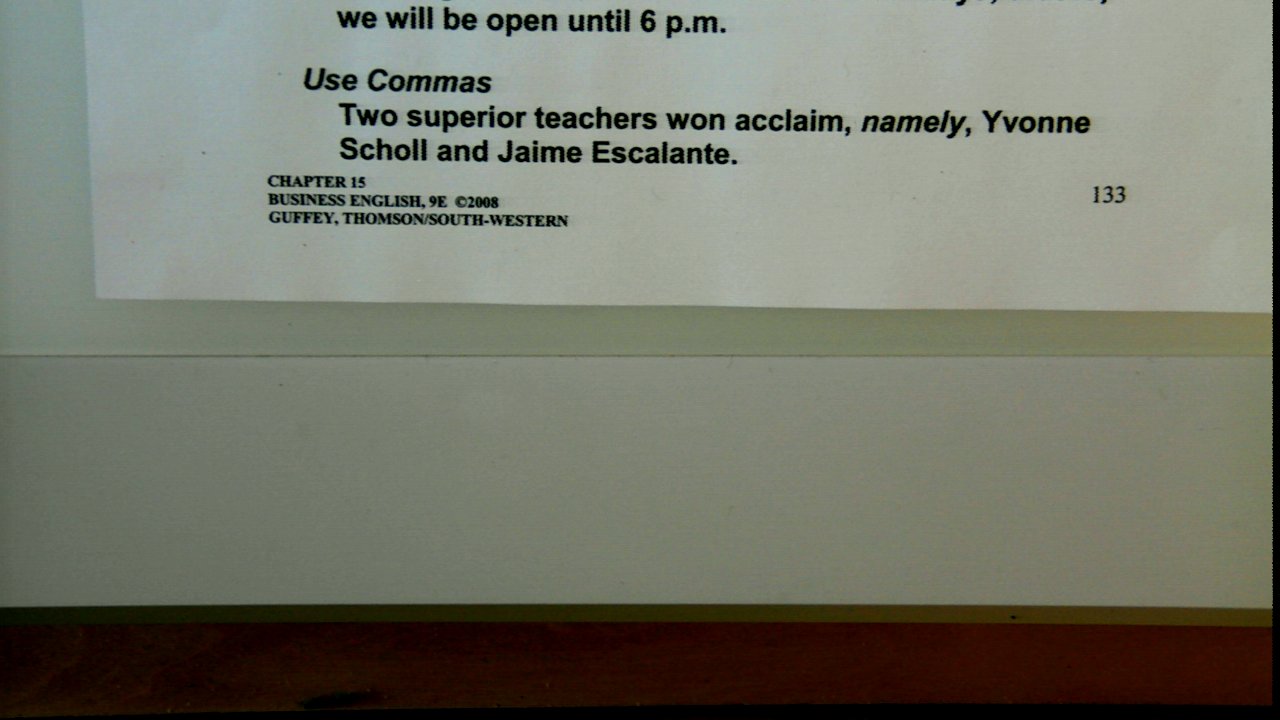 we will be open until 6 p.m.
Use Commas
Two superior teachers won acclaim, namely, Yvonne
Scholl and Jaime Escalante.
CHAPTER 15
BUSINESS ENGLISH, 9E ©2008
GUFFEY, THOMSON/SOUTH-WESTERN
133